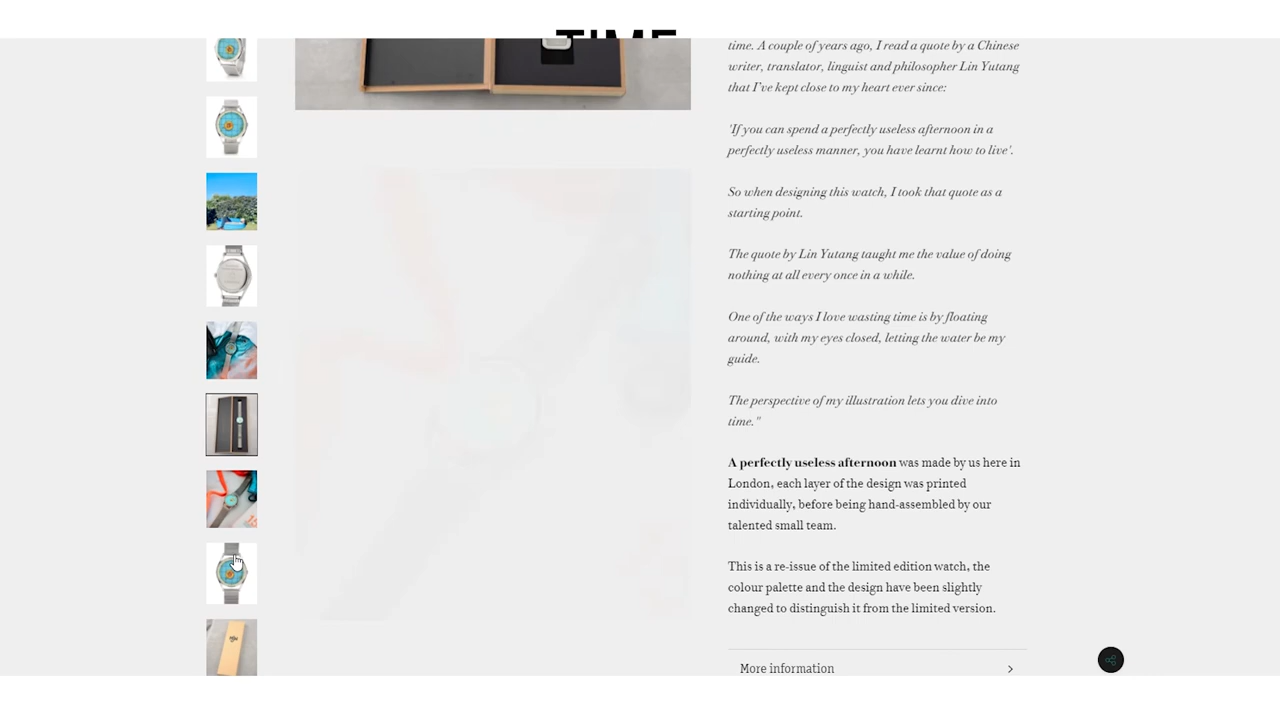 TIME
time. A couple of years ago, I read a quote by a Chinese
writer, translator, linguist and philosopher Lin Yutang
that I've kept close to my heart ever since:
'If you can spend a perfectly useless afternoon in a
perfectly useless manner, you have learnt how to live'.
So when designing this watch, I took that quote as a
starting point.
The quote by Lin Yutang taught me the value of doing
nothing at all every once in a while.
One of the ways I love wasting time is by floating
around, with my eyes closed, letting the water be my
guide.
The perspective of my illustration lets you dive into
time."
A perfectly useless afternoon was made by us here in
London, each layer of the design was printed
individually, before being hand-assembled by our
talented small team.
This is a re-issue of the limited edition watch, the
colour palette and the design have been slightly
changed to distinguish it from the limited version.
More information